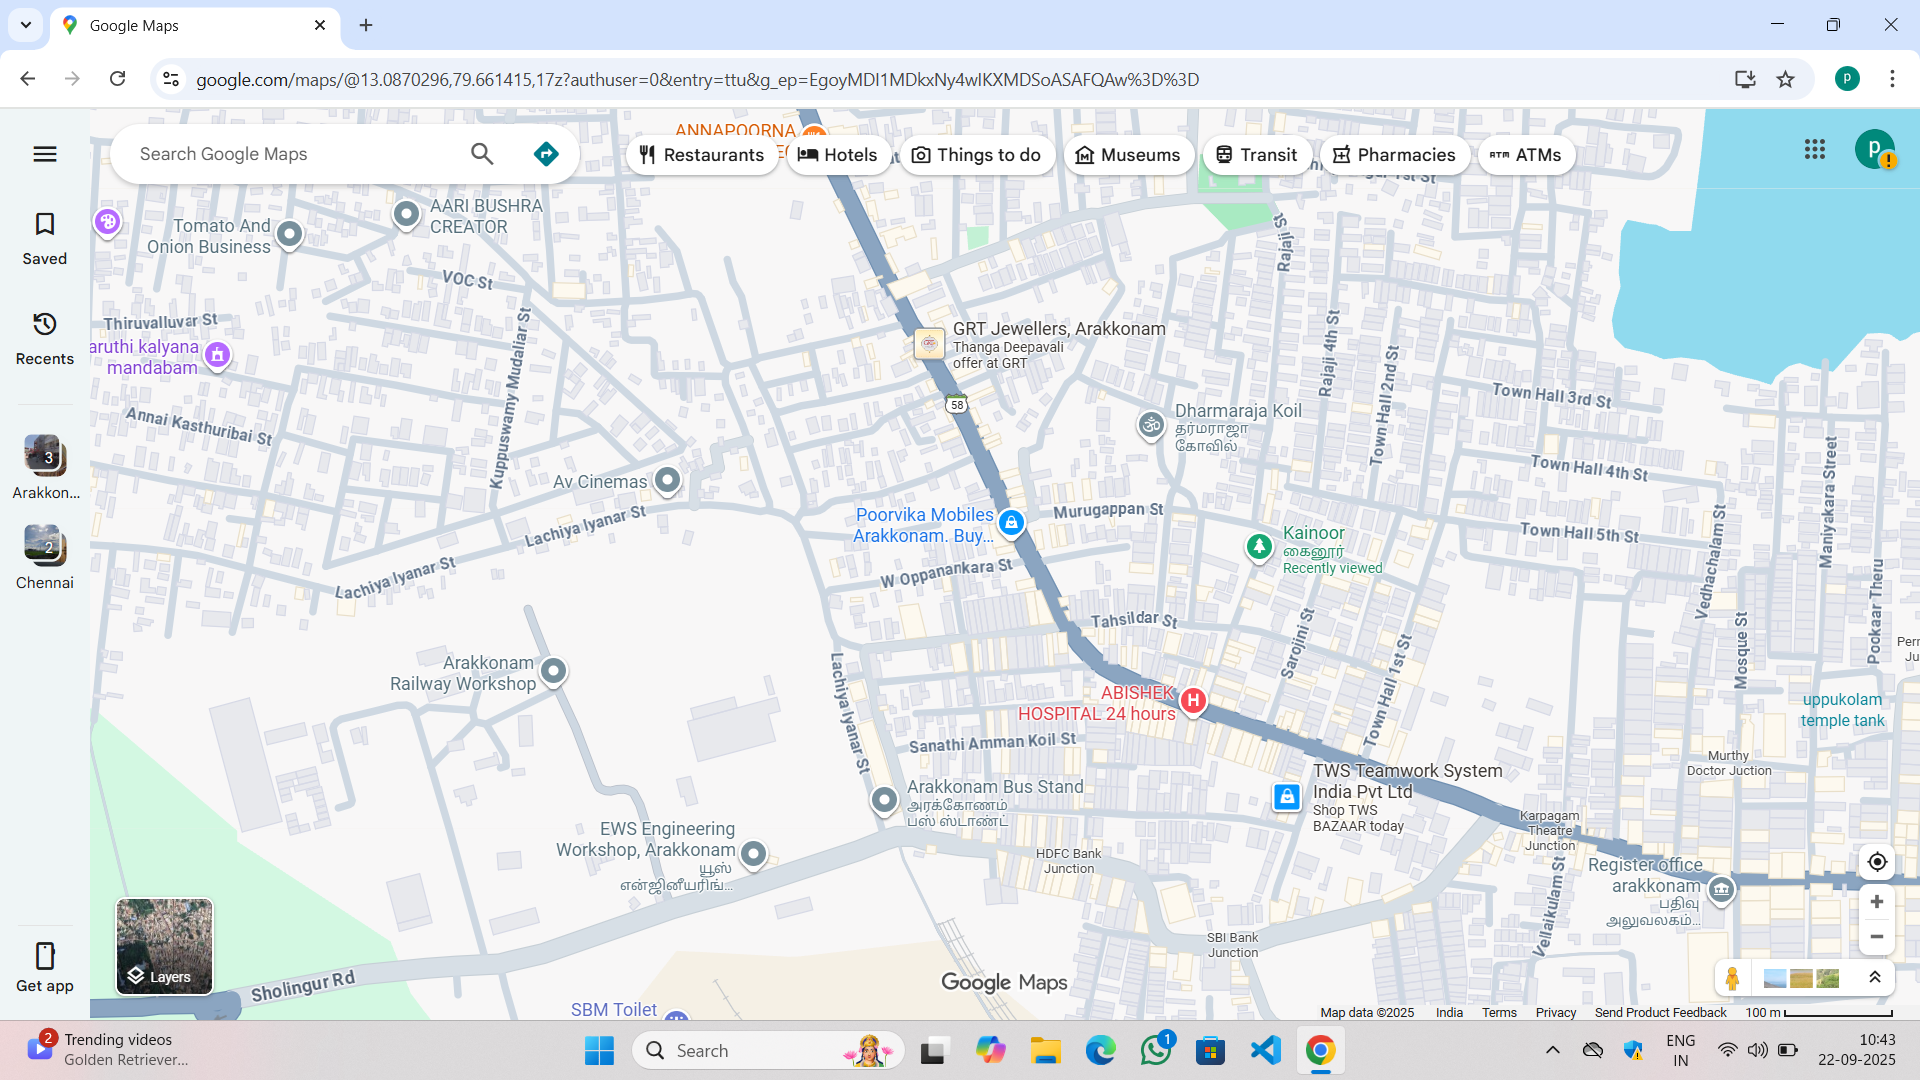 Google Maps
google.com/maps/@13.0870296,79.661415,17z?authuser=0&entry=ttu&g_ep=EgoyMDI1MDkxNy4wIKXMDSoASAFQAw%3D%3D
p
Search Google Maps
Restaurants
Hotels
Things to do
Museums
Transit
Pharmacies
ATMs
p
Saved
Recents
3
Arakkon...
2
Chennai
Get app
Layers
ANNAPOORNA
AARI BUSHRA
CREATOR
Tomato And
Onion Business
VOC St
Thiruvalluvar St
aruthi kalyana
mandabam
Kuppuswamy Mudaliar St
Annai Kasthuribai St
Av Cinemas
Lachiya Iyanar St
Lachiya Iyanar St
GRT Jewellers, Arakkonam
Thanga Deepavali
offer at GRT
58
Rajaji St
Rajaji 4th St
Town Hall 2nd St
Town Hall 3rd St
Town Hall 4th St
Town Hall 5th St
Dharmaraja Koil
தர்மராஜா
கோவில்
Poorvika Mobiles
Arakkonam. Buy...
Murugappan St
Kainoor
கைனூர்
Recently viewed
W Oppanankara St
Tahsildar St
Sarojini St
Town Hall 1st St
Vedhachalam St
Maniyakara Street
Mosque St
Pookaar Theru
Perr
Ju
uppukolam
temple tank
Murthy
Doctor Juction
Arakkonam
Railway Workshop
Lachiya Iyanar St
ABISHEK
HOSPITAL 24 hours
H
Sanathi Amman Koil St
Arakkonam Bus Stand
அரக்கோணம்
பஸ் ஸ்டாண்ட்
TWS Teamwork System
India Pvt Ltd
Shop TWS
BAZAAR today
Karpagam
Theatre
Junction
EWS Engineering
Workshop, Arakkonam
யூஸ்
என்ஜினீயரிங்...
HDFC Bank
Junction
Register office
arakkonam
பதிவு
அலுவலகம்...
Vellaikulam St
SBI Bank
Junction
Sholingur Rd
SBM Toilet
Google Maps
Map data ©2025 India Terms Privacy Send Product Feedback 100 m
2
Trending videos
Golden Retriever...
Search
1
ENG
IN
10:43
22-09-2025